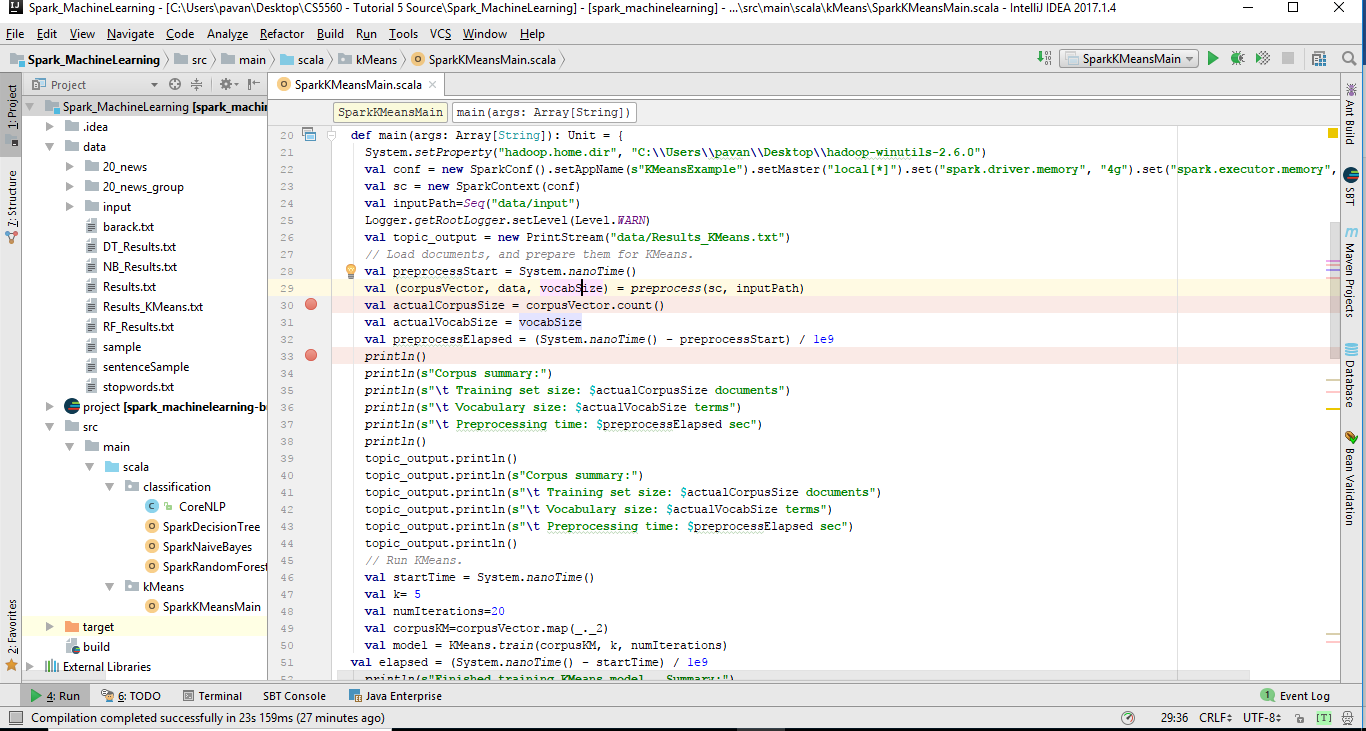 Spark_MachineLearning - [C:\Users\pavan\Desktop\CS5560 - Tutorial 5 Source\Spark_MachineLearning] - [spark_machinelearning] - ...\src\main\scala\kMeans\SparkKMeansMain.scala - IntelliJ IDEA 2017.1.4
File Edit View Navigate Code Analyze Refactor Build Run Tools VCS Window Help
Spark_MachineLearning src main scala kMeans SparkKMeansMain.scala SparkKMeansMain
1: Project
7: Structure
2: Favorites
Project
Spark_MachineLearning [spark_machin
.idea
data
20_news
20_news_group
input
barack.txt
DT_Results.txt
NB_Results.txt
Results.txt
Results_KMeans.txt
RF_Results.txt
sample
sentenceSample
stopwords.txt
project [spark_machinelearning-b
src
main
scala
classification
CoreNLP
SparkDecisionTree
SparkNaiveBayes
SparkRandomForest
kMeans
SparkKMeansMain
target
build
External Libraries
SparkKMeansMain.scala
SparkKMeansMain main(args: Array[String])
20 def main(args: Array[String]): Unit = {
21 System.setProperty("hadoop.home.dir", "C:\\Users\\pavan\\Desktop\\hadoop-winutils-2.6.0")
22 val conf = new SparkConf().setAppName(s"KMeansExample").setMaster("local[*]").set("spark.driver.memory", "4g").set("spark.executor.memory",
23 val sc = new SparkContext(conf)
24 val inputPath=Seq("data/input")
25 Logger.getRootLogger.setLevel(Level.WARN)
26 val topic_output = new PrintStream("data/Results_KMeans.txt")
27 // Load documents, and prepare them for KMeans.
28 val preprocessStart = System.nanoTime()
29 val (corpusVector, data, vocabSize) = preprocess(sc, inputPath)
30 val actualCorpusSize = corpusVector.count()
31 val actualVocabSize = vocabSize
32 val preprocessElapsed = (System.nanoTime() - preprocessStart) / 1e9
33 println()
34 println(s"Corpus summary:")
35 println(s"\t Training set size: $actualCorpusSize documents")
36 println(s"\t Vocabulary size: $actualVocabSize terms")
37 println(s"\t Preprocessing time: $preprocessElapsed sec")
38 println()
39 topic_output.println()
40 topic_output.println(s"Corpus summary:")
41 topic_output.println(s"\t Training set size: $actualCorpusSize documents")
42 topic_output.println(s"\t Vocabulary size: $actualVocabSize terms")
43 topic_output.println(s"\t Preprocessing time: $preprocessElapsed sec")
44 topic_output.println()
45 // Run KMeans.
46 val startTime = System.nanoTime()
47 val k= 5
48 val numIterations=20
49 val corpusKM=corpusVector.map(_._2)
50 val model = KMeans.train(corpusKM, k, numIterations)
51 val elapsed = (System.nanoTime() - startTime) / 1e9
52 println(s"Finished training KMeans model. Summary:")
Ant Build
SBT
Maven Projects
Database
Bean Validation
4: Run 6: TODO Terminal SBT Console Java Enterprise 1 Event Log
Compilation completed successfully in 23s 159ms (27 minutes ago) 29:36 CRLF UTF-8 [T]